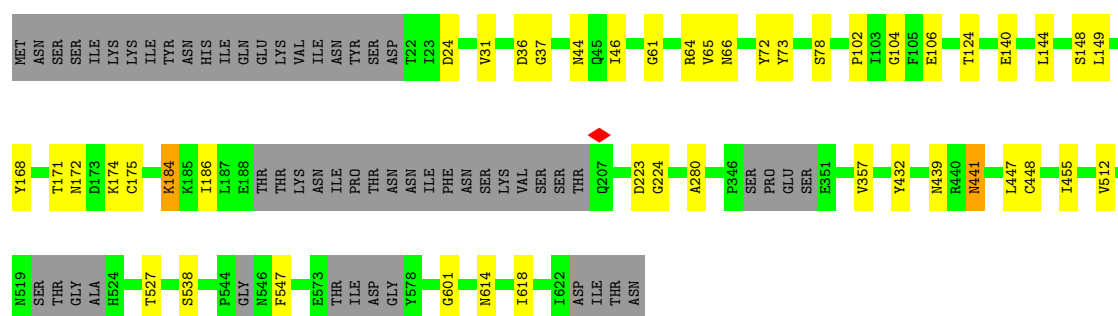 MET ASN SER SER ILE LYS LYS ILE TYR ASN HIS ILE GLN GLU LYS VAL ILE ASN TYR SER ASP T22 I23 D24 V31 D36 G37 N44 Q45 I46 G61 R64 V65 N66 Y72 Y73 S78 P102 I103 G104 F105 E106 T124 E140 L144 S148 L149
Y168 T171 N172 D173 K174 C175 K184 K185 I186 L187 E188 THR THR LYS ASN ILE PRO THR ASN ASN ILE PHE ASN SER LYS VAL SER SER THR Q207 D223 G224 A280 P346 SER PRO GLU SER E351 V357 Y432 N439 R440 N441 L447 C448 I455 V512
N519 SER THR GLY ALA H524 T527 S538 P544 GLY N546 F547 E573 THR ILE ASP GLY Y578 G601 N614 I618 I622 ASP ILE THR ASN